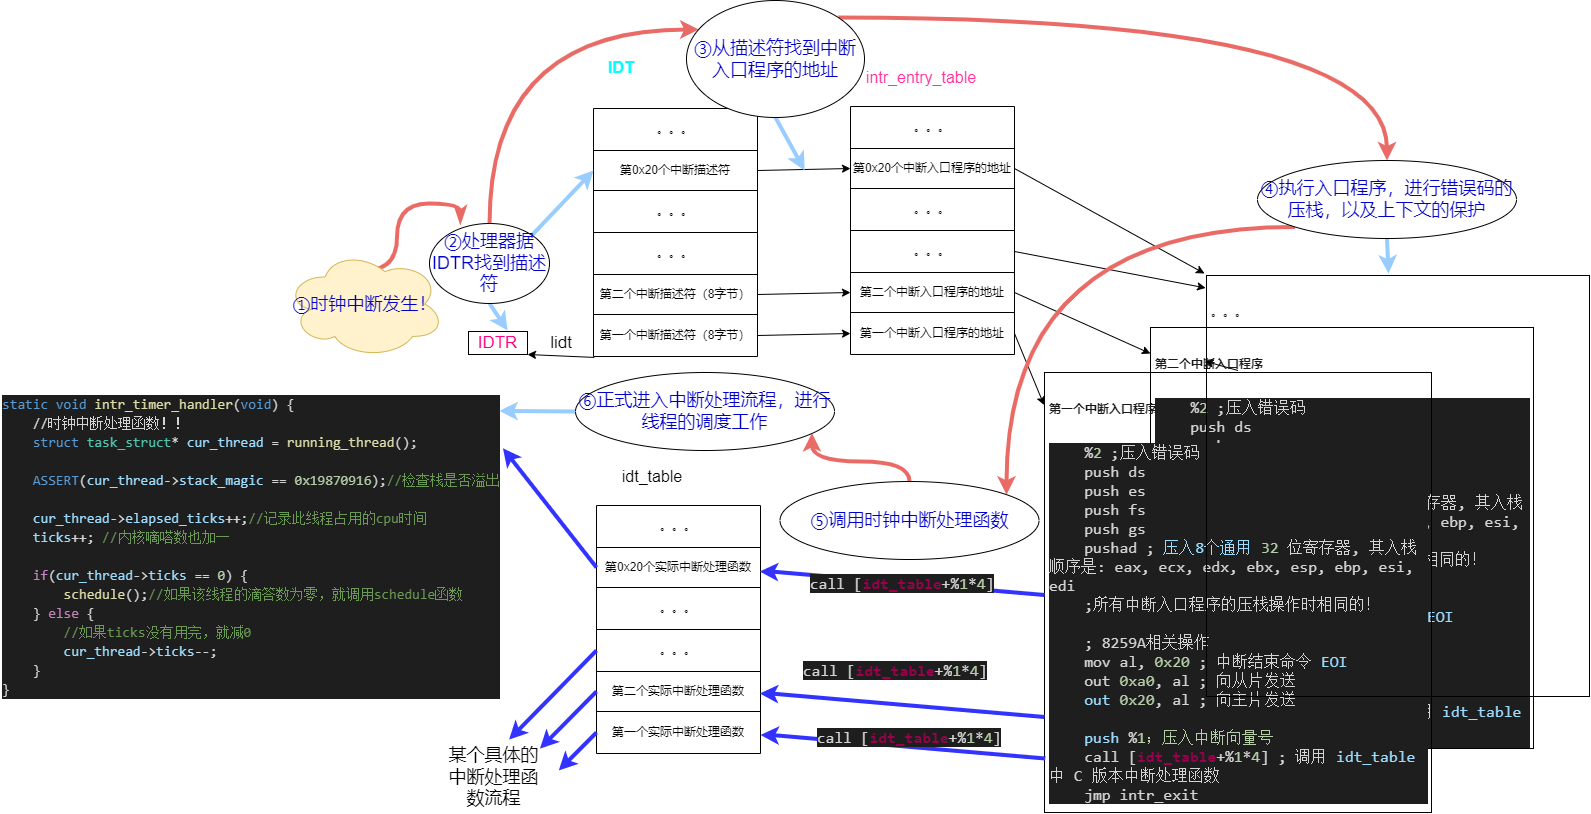 ③从描述符找到中断
入口程序的地址
IDT
intr_entry_table
。。。
第0x20个中断描述符
。。。
。。。
第二个中断描述符（8字节）
第一个中断描述符（8字节）
。。。
第0x20个中断入口程序的地址
。。。
。。。
第二个中断入口程序的地址
第一个中断入口程序的地址
④执行入口程序，进行错误码的
压栈，以及上下文的保护
②处理器据
IDTR找到描述
符
①时钟中断发生！
IDTR
lidt
。。。
第二个中断入口程序
%2 ;压入错误码
push ds
存器, 其入栈
, ebp, esi,
相同的!
EOI
idt_table
第一个中断入口程序
%2 ;压入错误码
push ds
push es
push fs
push gs
pushad ; 压入8个通用 32 位寄存器, 其入栈
顺序是: eax, ecx, edx, ebx, esp, ebp, esi,
edi
;所有中断入口程序的压栈操作时相同的!
; 8259A相关操作
mov al, 0x20 ; 中断结束命令 EOI
out 0xa0, al ; 向从片发送
out 0x20, al ; 向主片发送
push %1; 压入中断向量号
call [idt_table+%1*4] ; 调用 idt_table
中 C 版本中断处理函数
jmp intr_exit
⑥正式进入中断处理流程，进行
线程的调度工作
⑤调用时钟中断处理函数
static void intr_timer_handler(void) {
//时钟中断处理函数!!
struct task_struct* cur_thread = running_thread();
ASSERT(cur_thread->stack_magic == 0x19870916);//检查栈是否溢出
cur_thread->elapsed_ticks++;//记录此线程占用的cpu时间
ticks++; //内核嘀嗒数也加一
if(cur_thread->ticks == 0) {
schedule();//如果该线程的滴答数为零，就调用schedule函数
} else {
//如果ticks没有用完，就减0
cur_thread->ticks--;
}
}
idt_table
。。。
第0x20个实际中断处理函数
。。。
。。。
第二个实际中断处理函数
第一个实际中断处理函数
call [idt_table+%1*4]
call [idt_table+%1*4]
call [idt_table+%1*4]
某个具体的
中断处理函
数流程